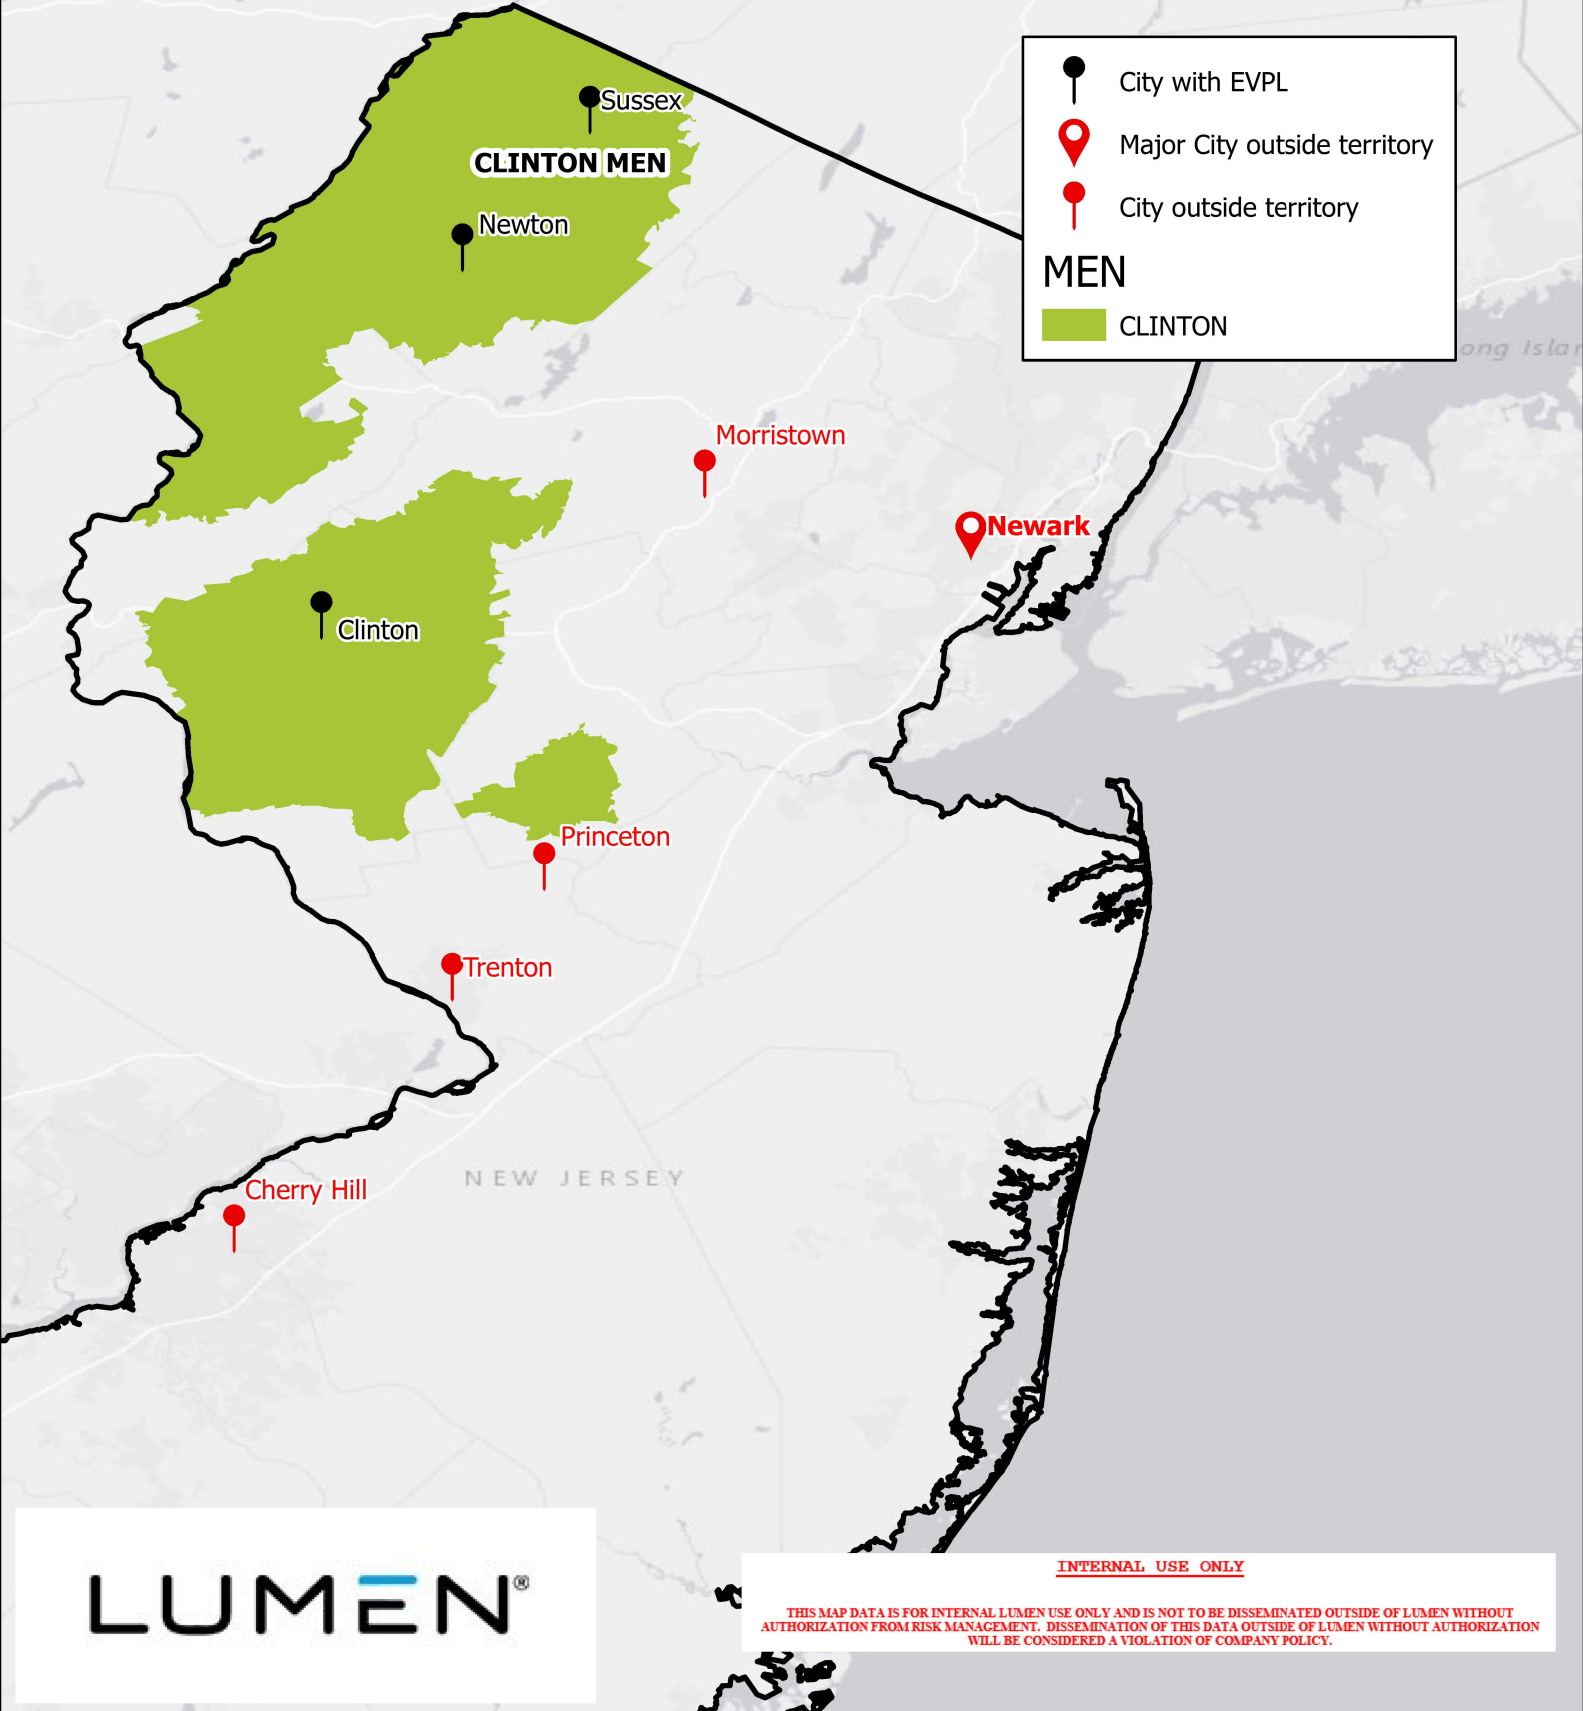 Sussex
CLINTON MEN
Newton
City with EVPL
Major City outside territory
City outside territory
MEN
CLINTON
ong Islan
Morristown
Newark
Clinton
Princeton
Trenton
NEW JERSEY
Cherry Hill
LUMEN®
INTERNAL USE ONLY
THIS MAP DATA IS FOR INTERNAL LUMEN USE ONLY AND IS NOT TO BE DISSEMINATED OUTSIDE OF LUMEN WITHOUT
AUTHORIZATION FROM RISK MANAGEMENT. DISSEMINATION OF THIS DATA OUTSIDE OF LUMEN WITHOUT AUTHORIZATION
WILL BE CONSIDERED A VIOLATION OF COMPANY POLICY.